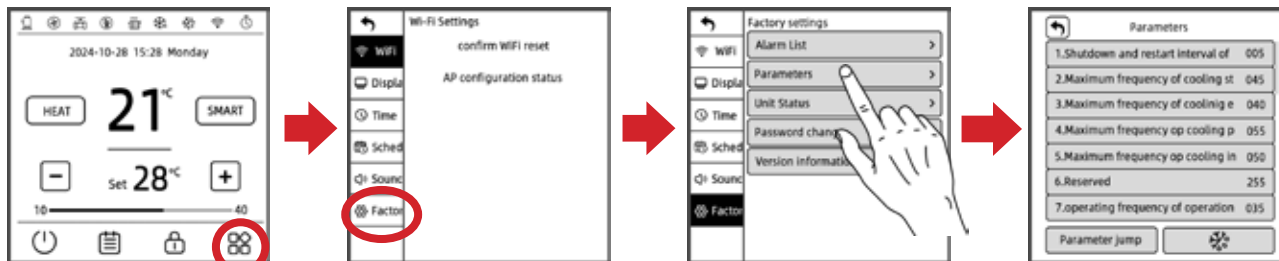 2024-10-28 15:28 Monday
HEAT
21°C
SMART
Set 28°C
10
40
Wi-Fi Settings
WiFi
confirm WIFI reset
Displa
AP configuration status
Time
Sched
Sound
Factor
Factory settings
WiFi
Alarm List
Displa
Parameters
Time
Unit Status
Sched
Password chang
Sound
Version informatio
Factor
Parameters
1.Shutdown and restart interval of 005
2.Maximum frequency of cooling st 045
3.Maximum frequency of coolinig e 040
4.Maximum frequency op cooling p 055
5.Maximum frequency op cooling in 050
6.Reserved 255
7.operating frequency of operation 035
Parameter jump